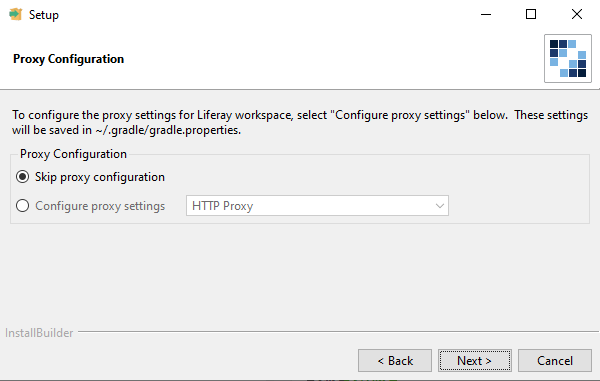 Setup
Proxy Configuration
To configure the proxy settings for Liferay workspace, select "Configure proxy settings" below.  These settings
will be saved in ~/.gradle/gradle.properties.
Proxy Configuration
Skip proxy configuration
Configure proxy settings HTTP Proxy
InstallBuilder
< Back Next > Cancel